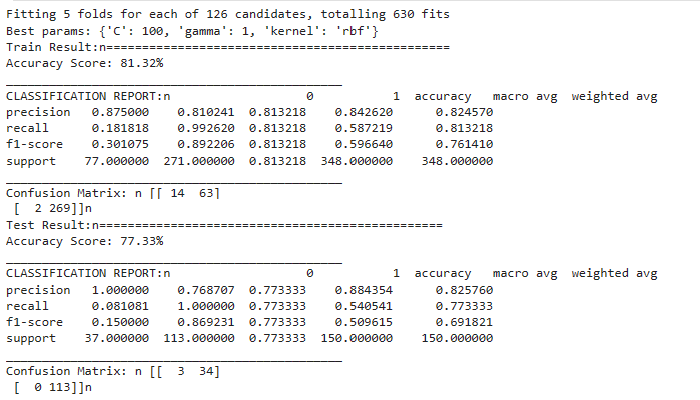 Fitting 5 folds for each of 126 candidates, totalling 630 fits
Best params: {'C': 100, 'gamma': 1, 'kernel': 'rbf'}
Train Result:n================================================
Accuracy Score: 81.32%
_______________________________________________
CLASSIFICATION REPORT:n                   0           1  accuracy   macro avg  weighted avg
precision   0.875000    0.810241  0.813218    0.842620      0.824570
recall      0.181818    0.992620  0.813218    0.587219      0.813218
f1-score    0.301075    0.892206  0.813218    0.596640      0.761410
support    77.000000  271.000000  0.813218  348.000000    348.000000
_______________________________________________
Confusion Matrix: n [[ 14  63]
 [  2 269]]n
Test Result:n================================================
Accuracy Score: 77.33%
_______________________________________________
CLASSIFICATION REPORT:n                   0           1  accuracy   macro avg  weighted avg
precision   1.000000    0.768707  0.773333    0.884354      0.825760
recall      0.081081    1.000000  0.773333    0.540541      0.773333
f1-score    0.150000    0.869231  0.773333    0.509615      0.691821
support    37.000000  113.000000  0.773333  150.000000    150.000000
_______________________________________________
Confusion Matrix: n [[  3  34]
 [  0 113]]n